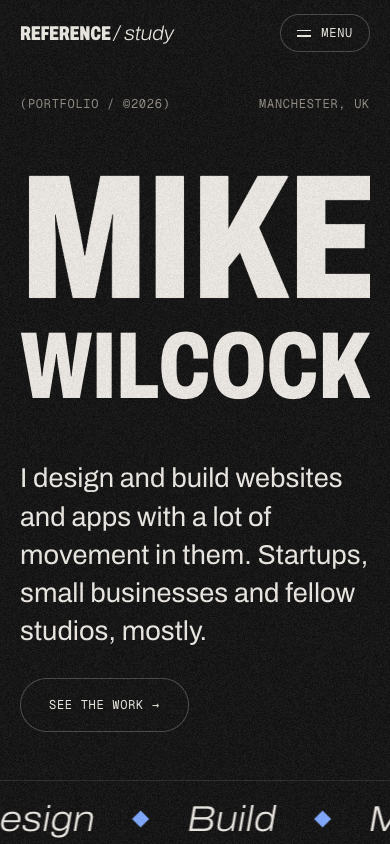 REFERENCE/study
MENU
(PORTFOLIO / ©2026)
MANCHESTER, UK
MIKE
WILCOCK
I design and build websites
and apps with a lot of
movement in them. Startups,
small businesses and fellow
studios, mostly.
SEE THE WORK →
esign ◆ Build ◆ M